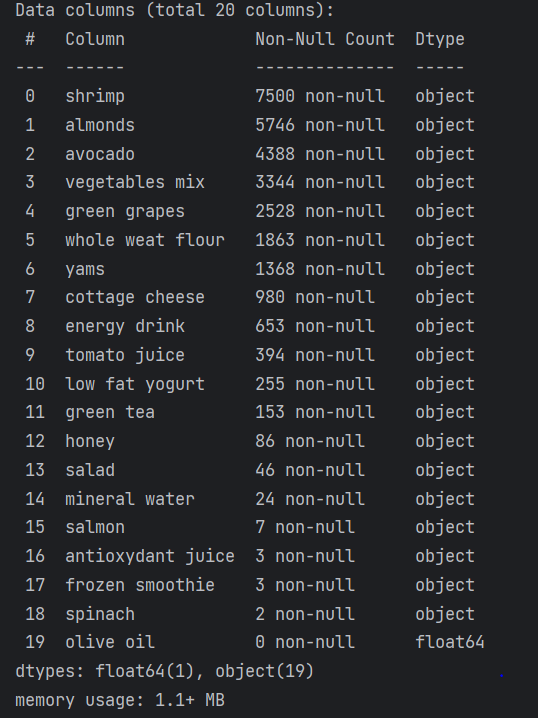 Data columns (total 20 columns):
 #   Column             Non-Null Count  Dtype
---  ------             --------------  -----
 0   shrimp             7500 non-null   object
 1   almonds            5746 non-null   object
 2   avocado            4388 non-null   object
 3   vegetables mix     3344 non-null   object
 4   green grapes       2528 non-null   object
 5   whole weat flour   1863 non-null   object
 6   yams               1368 non-null   object
 7   cottage cheese     980 non-null    object
 8   energy drink       653 non-null    object
 9   tomato juice       394 non-null    object
 10  low fat yogurt     255 non-null    object
 11  green tea          153 non-null    object
 12  honey              86 non-null     object
 13  salad              46 non-null     object
 14  mineral water      24 non-null     object
 15  salmon             7 non-null      object
 16  antioxydant juice  3 non-null      object
 17  frozen smoothie    3 non-null      object
 18  spinach            2 non-null      object
 19  olive oil          0 non-null      float64
dtypes: float64(1), object(19)
memory usage: 1.1+ MB